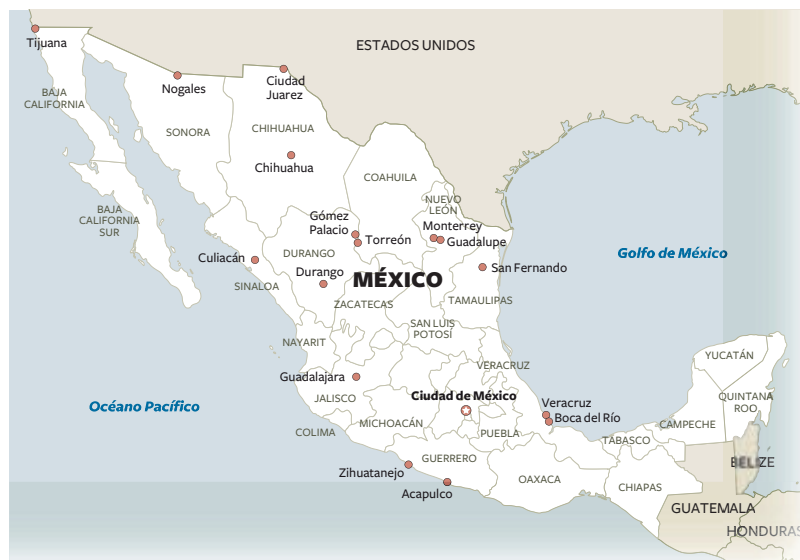 ESTADOS UNIDOS
Tijuana
Nogales
Ciudad
Juarez
BAJA
CALIFORNIA
SONORA
CHIHUAHUA
Chihuahua
COAHUILA
NUEVO
LEÓN
BAJA
CALIFORNIA
SUR
Gómez
Palacio
Torreón
Monterrey
Guadalupe
Culiacán
DURANGO
Durango
SINALOA
MÉXICO
San Fernando
Golfo de México
ZACATECAS
TAMAULIPAS
SAN LUIS
POTOSÍ
NAYARIT
YUCATÁN
VERACRUZ
Guadalajara
JALISCO
Ciudad de México
QUINTANA
ROO
Océano Pacífico
Veracruz
Boca del Río
CAMPECHE
MICHOACÁN
COLIMA
PUEBLA
TABASCO
GUERRERO
BELIZE
Zihuatanejo
OAXACA
CHIAPAS
Acapulco
GUATEMALA
HONDURAS